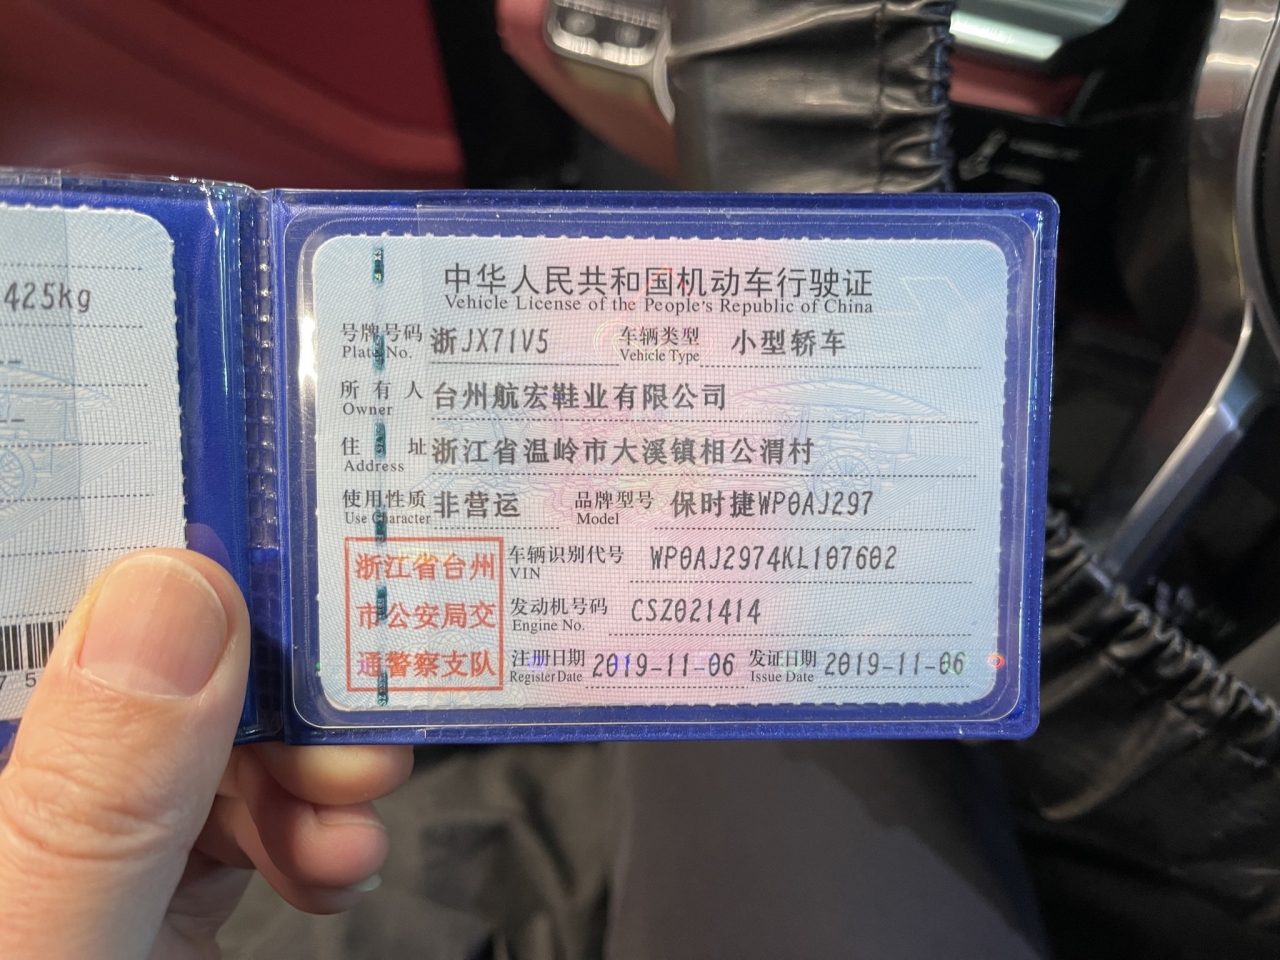 425kg
7 5
中华人民共和国机动车行驶证
Vehicle License of the People's Republic of China
号牌号码 浙JX71V5 车辆类型 小型轿车
Plate No. Vehicle Type
所有人 台州航宏鞋业有限公司
Owner
住址 浙江省温岭市大溪镇相公渭村
Address
使用性质 非营运 品牌型号 保时捷WP0AJ297
Use Character Model
浙江省台州
市公安局交
通警察支队
车辆识别代号 WP0AJ2974KL107602
VIN
发动机号码 CSZ021414
Engine No.
注册日期 2019-11-06 发证日期 2019-11-06
Register Date Issue Date